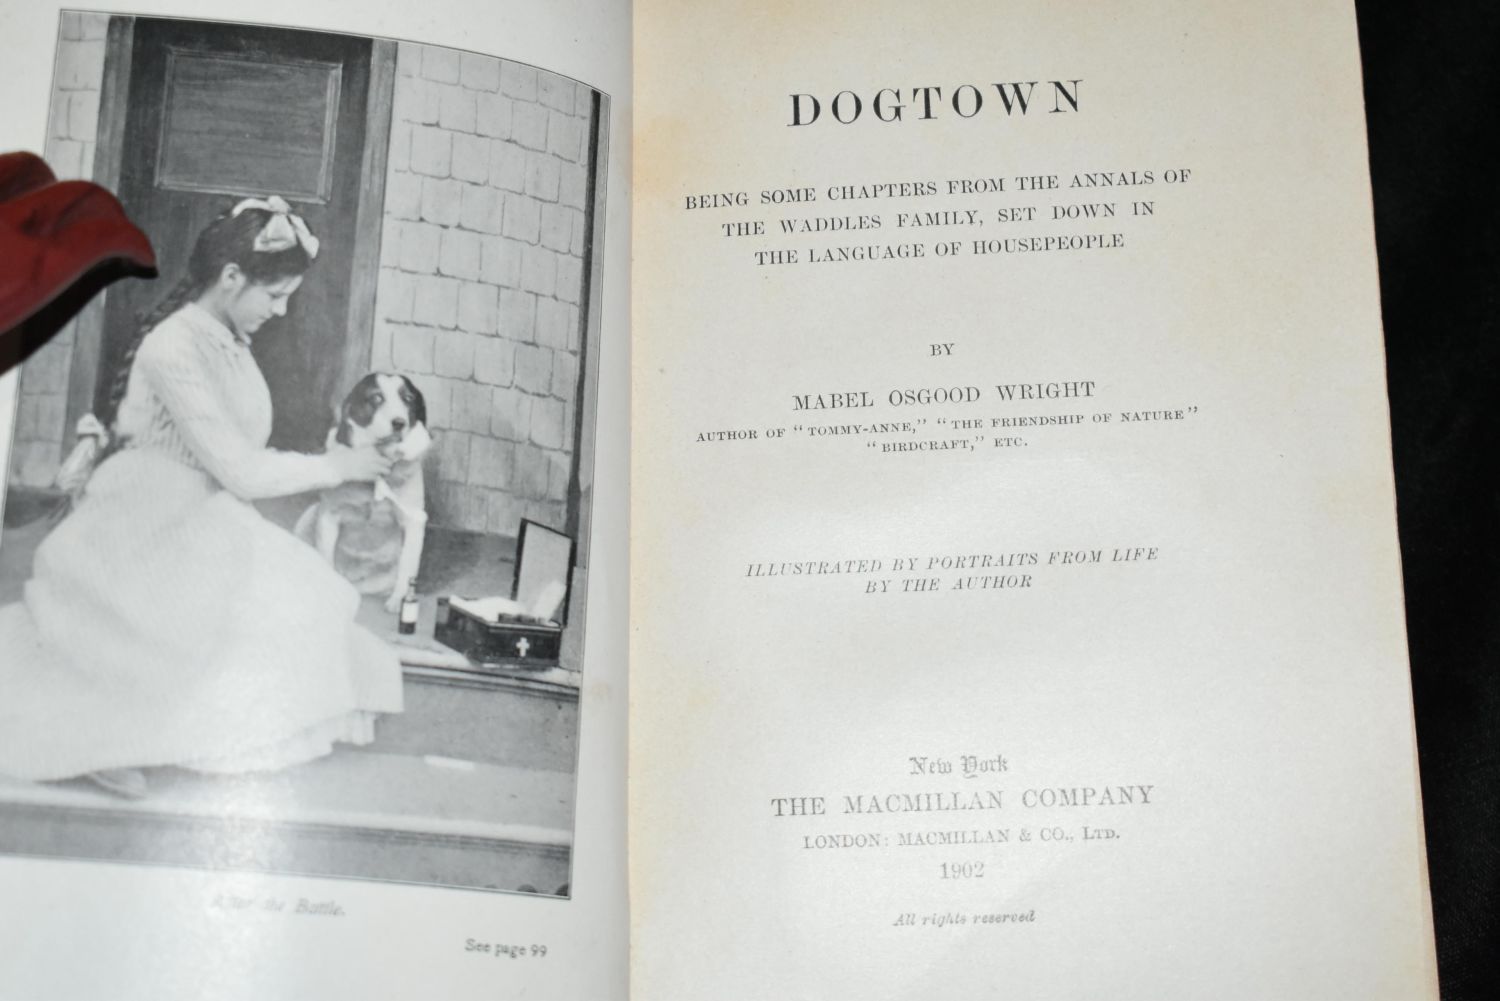 After the Battle.
See page 99
DOGTOWN
BEING SOME CHAPTERS FROM THE ANNALS OF
THE WADDLES FAMILY, SET DOWN IN
THE LANGUAGE OF HOUSEPEOPLE
BY
MABEL OSGOOD WRIGHT
AUTHOR OF "TOMMY-ANNE," "THE FRIENDSHIP OF NATURE"
"BIRDCRAFT," ETC.
ILLUSTRATED BY PORTRAITS FROM LIFE
BY THE AUTHOR
New York
THE MACMILLAN COMPANY
LONDON: MACMILLAN & CO., LTD.
1902
All rights reserved